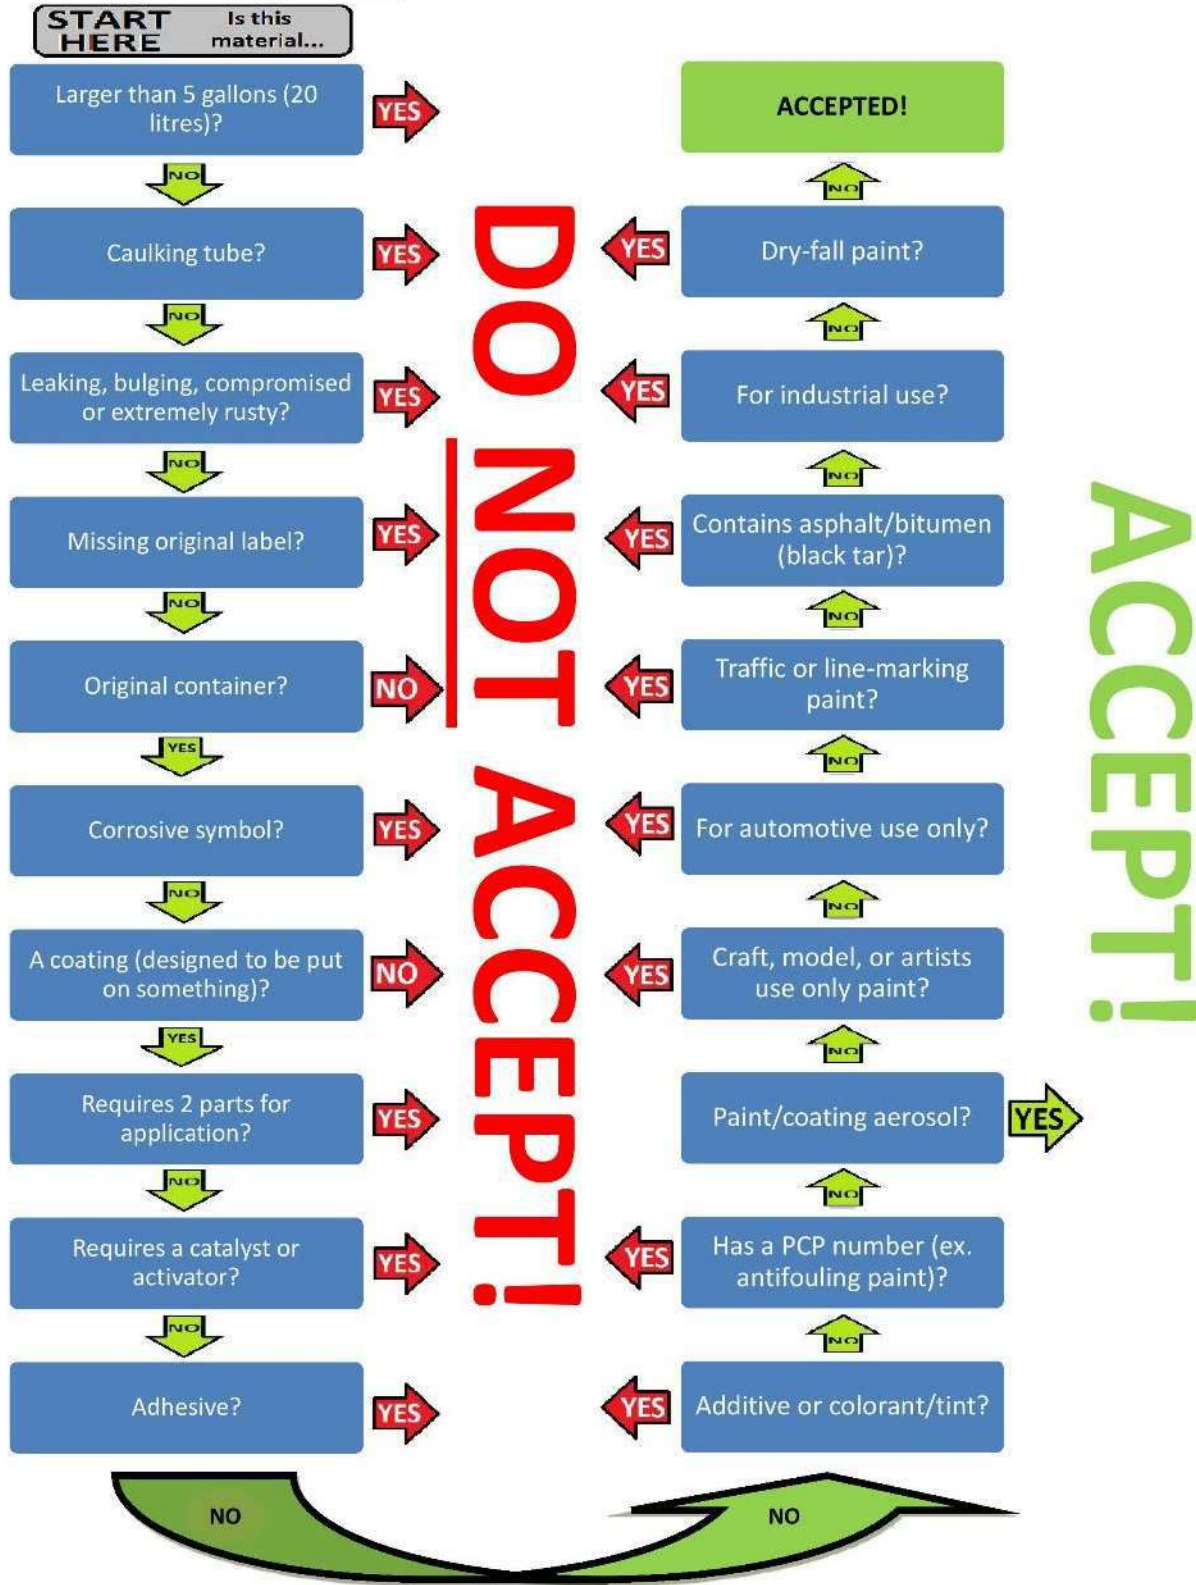 START HERE
Is this
material...
Larger than 5 gallons (20
litres)?
YES
NO
Caulking tube?
YES
NO
Leaking, bulging, compromised
or extremely rusty?
YES
NO
Missing original label?
YES
NO
Original container?
NO
YES
Corrosive symbol?
YES
NO
A coating (designed to be put
on something)?
NO
YES
Requires 2 parts for
application?
YES
NO
Requires a catalyst or
activator?
YES
NO
Adhesive?
YES
NO
DO NOT ACCEPT!
NO
Additive or colorant/tint?
YES
NO
Has a PCP number (ex.
antifouling paint)?
YES
NO
Paint/coating aerosol?
YES
NO
Craft, model, or artists
use only paint?
YES
NO
For automotive use only?
YES
NO
Traffic or line-marking
paint?
YES
NO
Contains asphalt/bitumen
(black tar)?
YES
NO
For industrial use?
YES
NO
Dry-fall paint?
YES
NO
ACCEPTED!
ACCEPT!